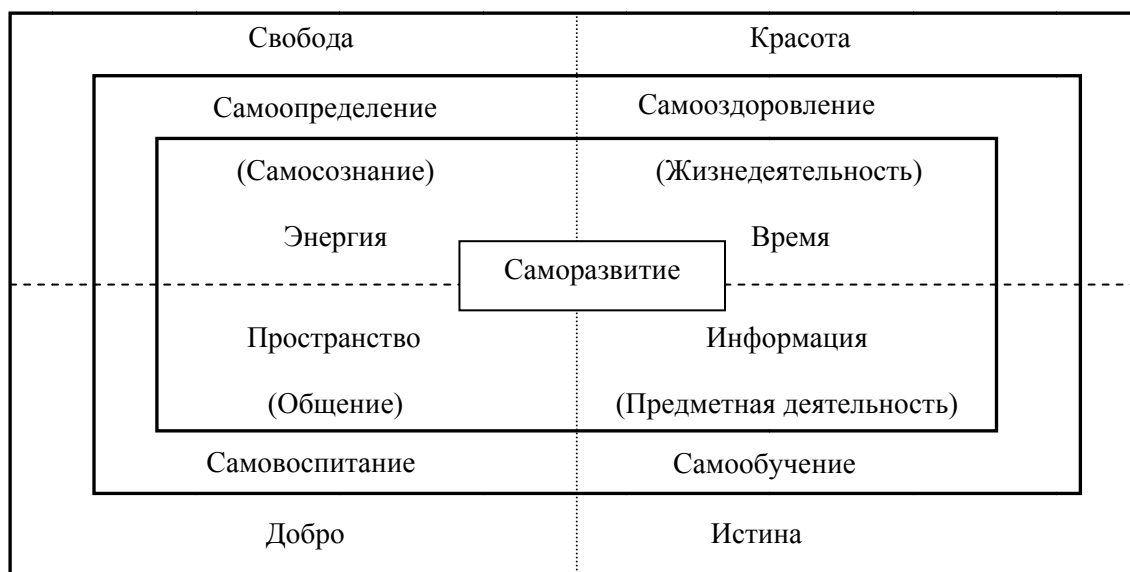 Свобода Красота
Самоопределение Самооздоровление
(Самосознание) (Жизнедеятельность)
Энергия Время
Саморазвитие
Пространство Информация
(Общение) (Предметная деятельность)
Самовоспитание Самообучение
Добро Истина